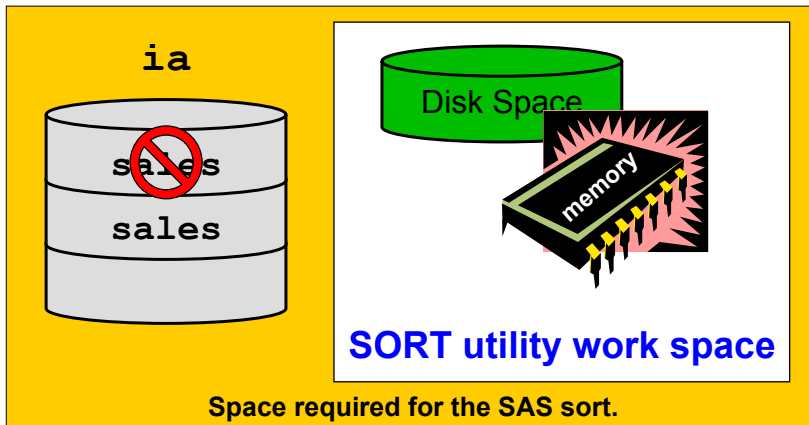 ia
sales
sales
Disk Space
memory
SORT utility work space
Space required for the SAS sort.